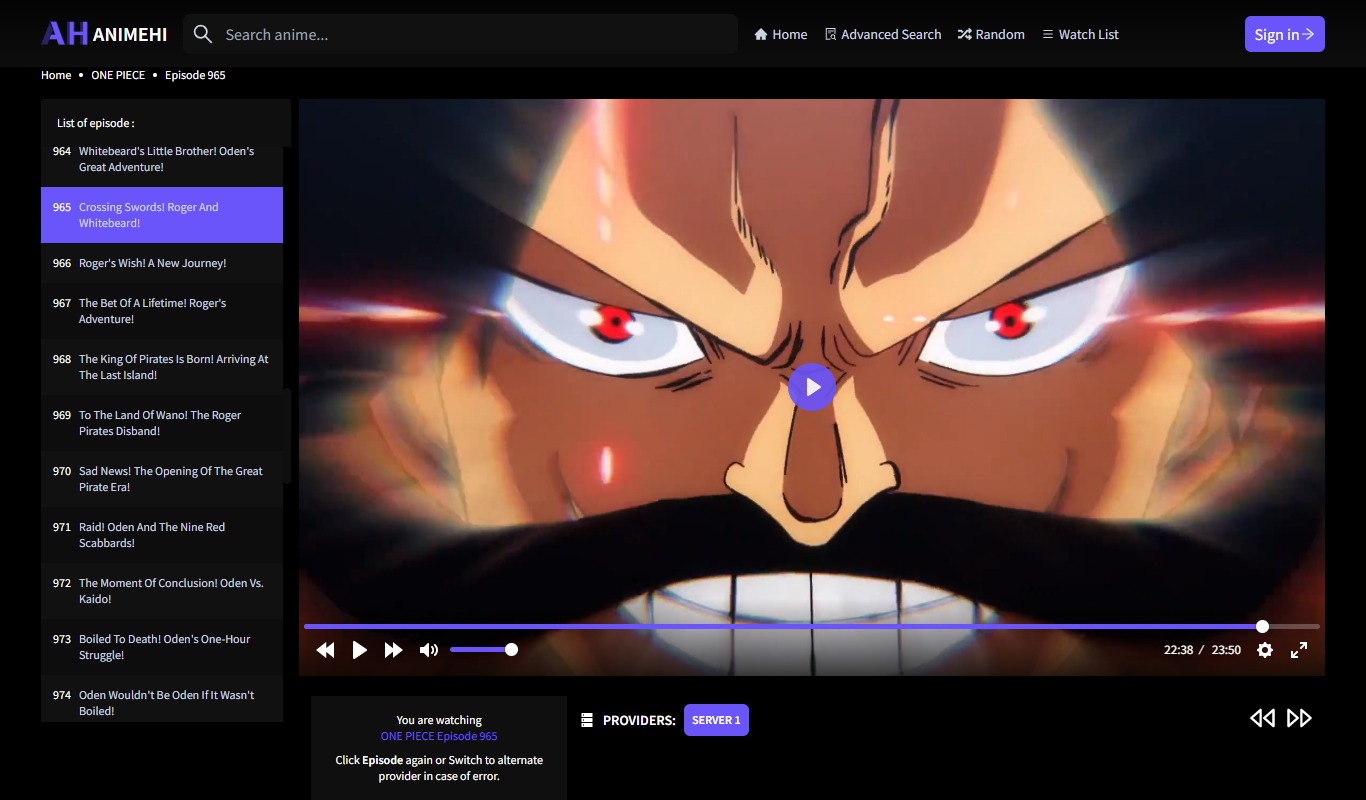 AH ANIMEHI
Search anime...
Home
Advanced Search
Random
Watch List
Sign in
Home • ONE PIECE • Episode 965
List of episode :
964 Whitebeard's Little Brother! Oden's
Great Adventure!
965 Crossing Swords! Roger And
Whitebeard!
966 Roger's Wish! A New Journey!
967 The Bet Of A Lifetime! Roger's
Adventure!
968 The King Of Pirates Is Born! Arriving At
The Last Island!
969 To The Land Of Wano! The Roger
Pirates Disband!
970 Sad News! The Opening Of The Great
Pirate Era!
971 Raid! Oden And The Nine Red
Scabbards!
972 The Moment Of Conclusion! Oden Vs.
Kaido!
973 Boiled To Death! Oden's One-Hour
Struggle!
974 Oden Wouldn't Be Oden If It Wasn't
Boiled!
22:38 / 23:50
You are watching
ONE PIECE Episode 965
Click Episode again or Switch to alternate
provider in case of error.
PROVIDERS:
SERVER 1